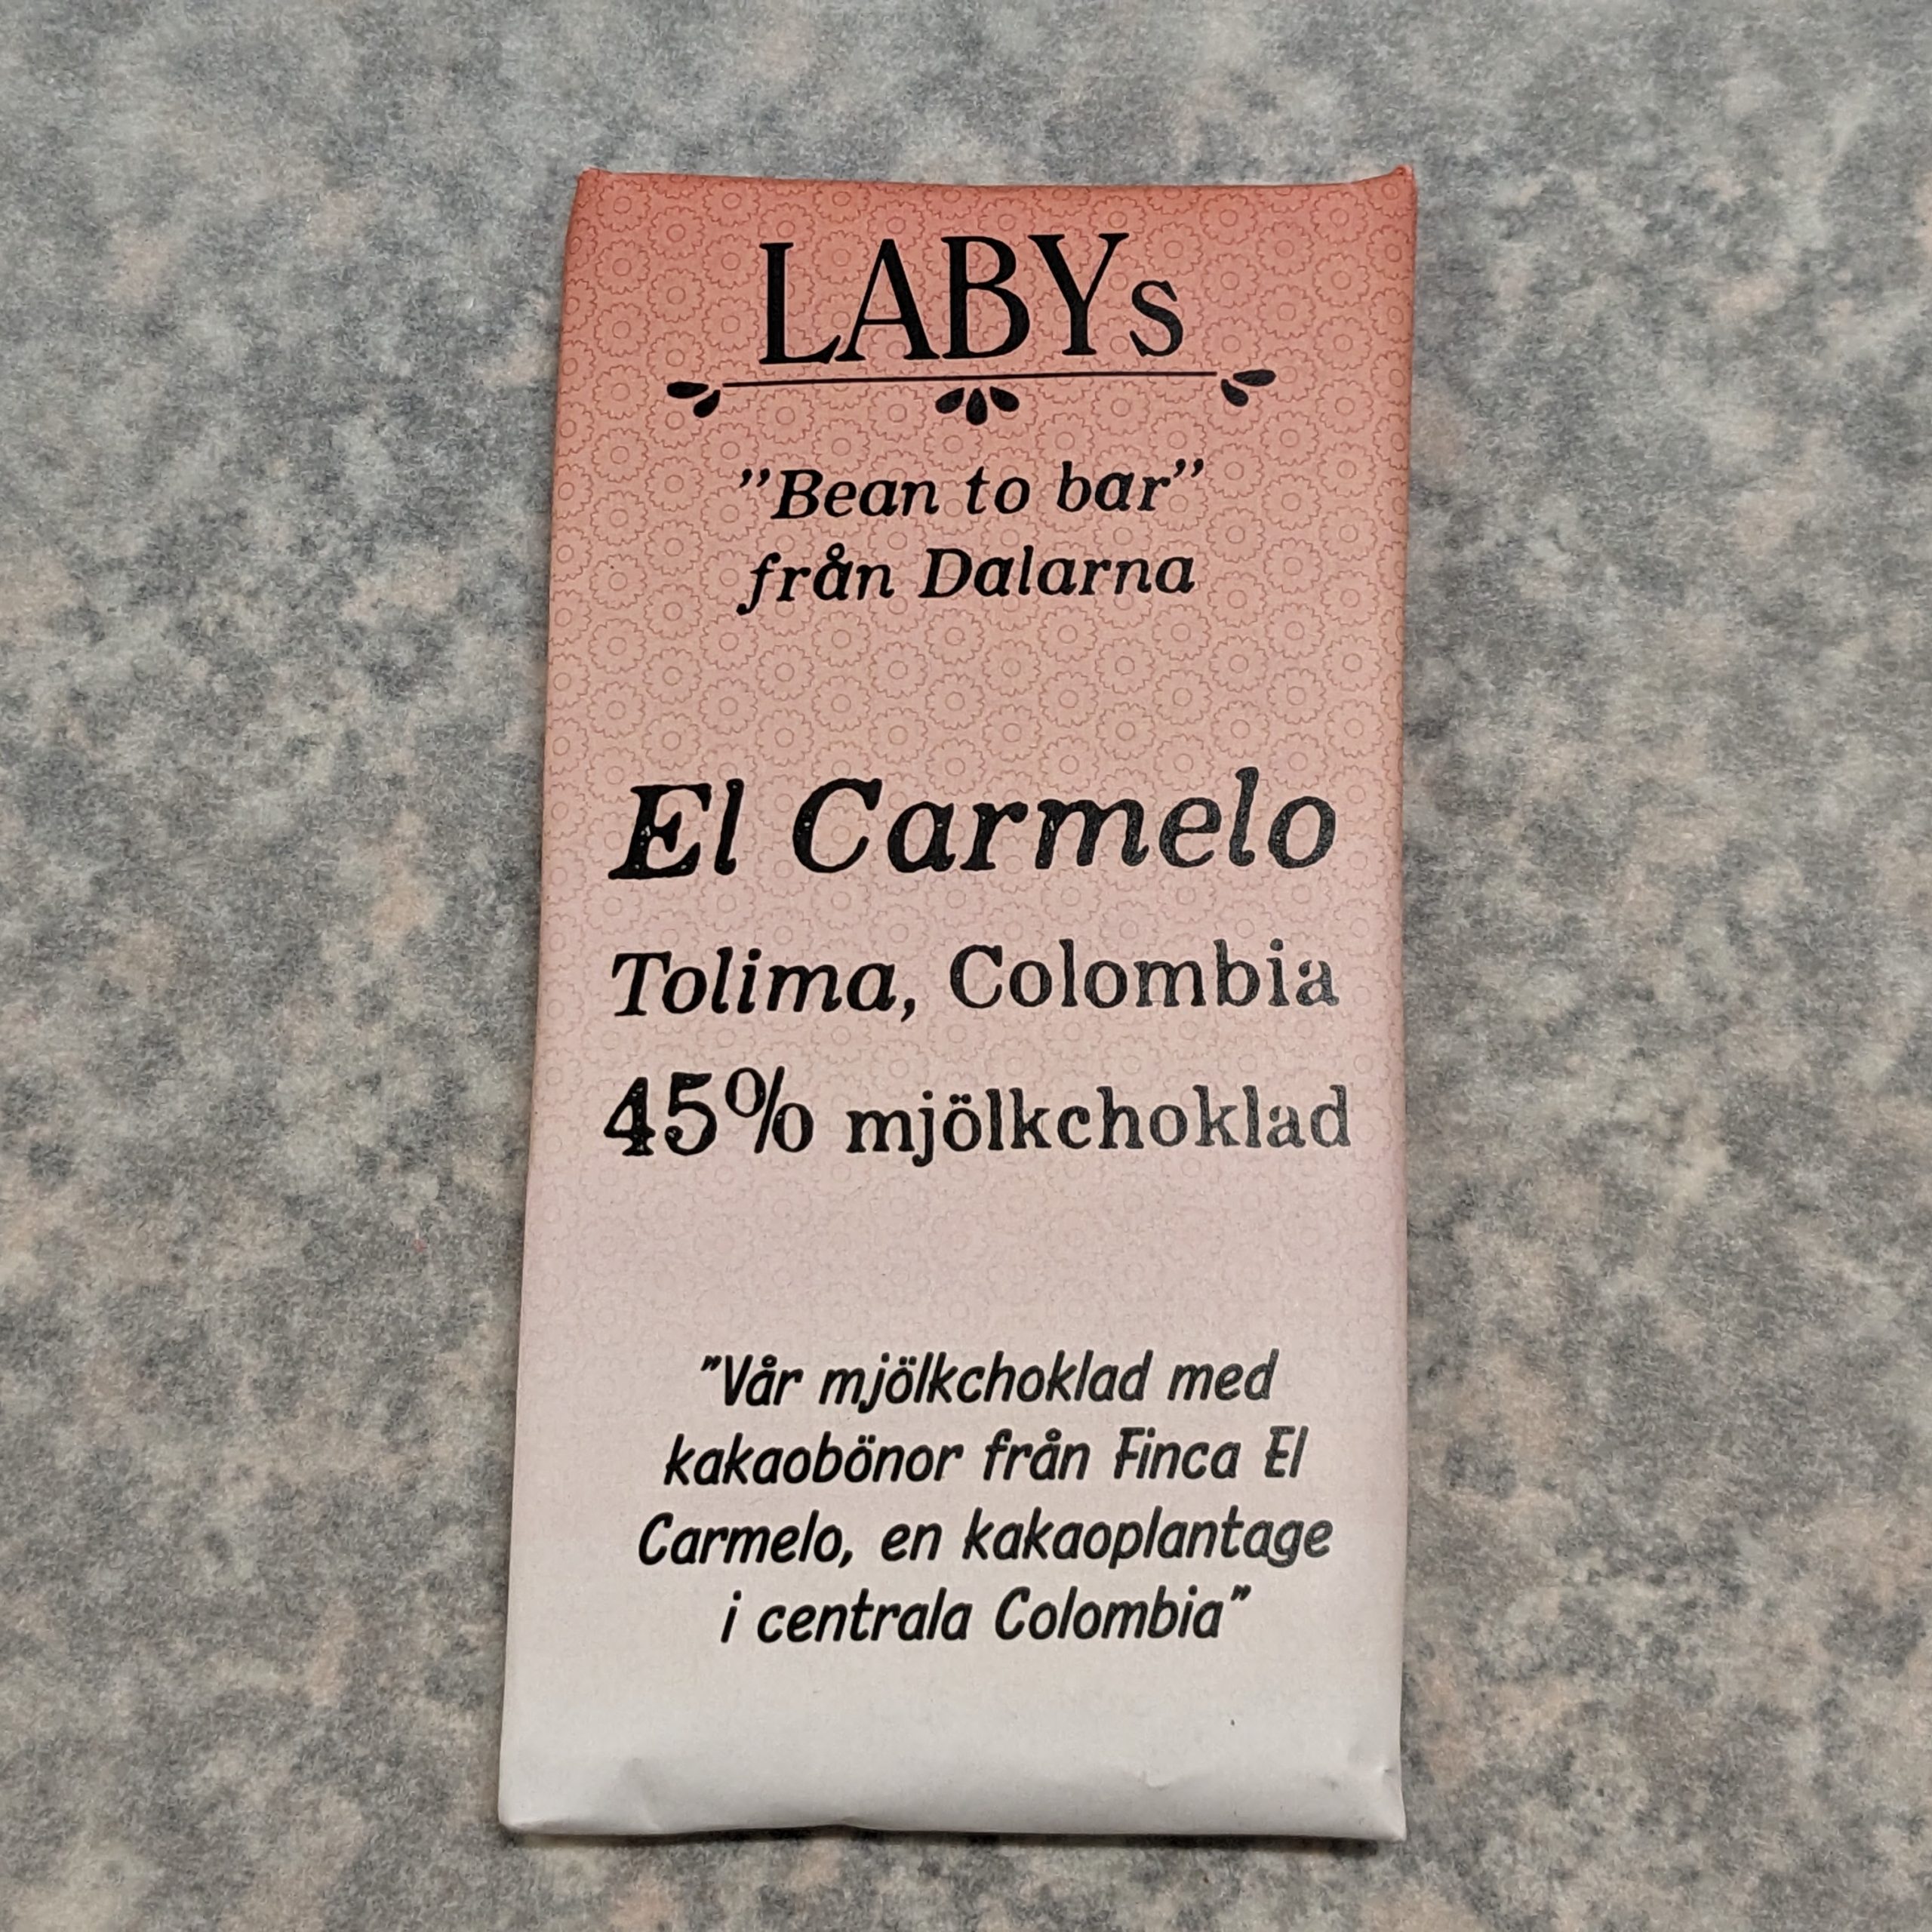 LABYs
”Bean to bar”
från Dalarna
El Carmelo
Tolima, Colombia
45% mjölkchoklad
"Vår mjölkchoklad med
kakaobönor från Finca El
Carmelo, en kakaoplantage
i centrala Colombia"